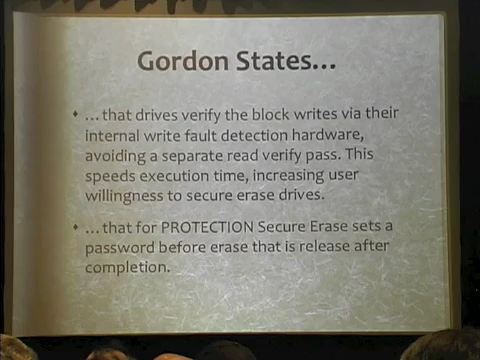 Gordon States...
...that drives verify the block writes via their
internal write fault detection hardware,
avoiding a separate read verify pass. This
speeds execution time, increasing user
willingness to secure erase drives.
...that for PROTECTION Secure Erase sets a
password before erase that is release after
completion.